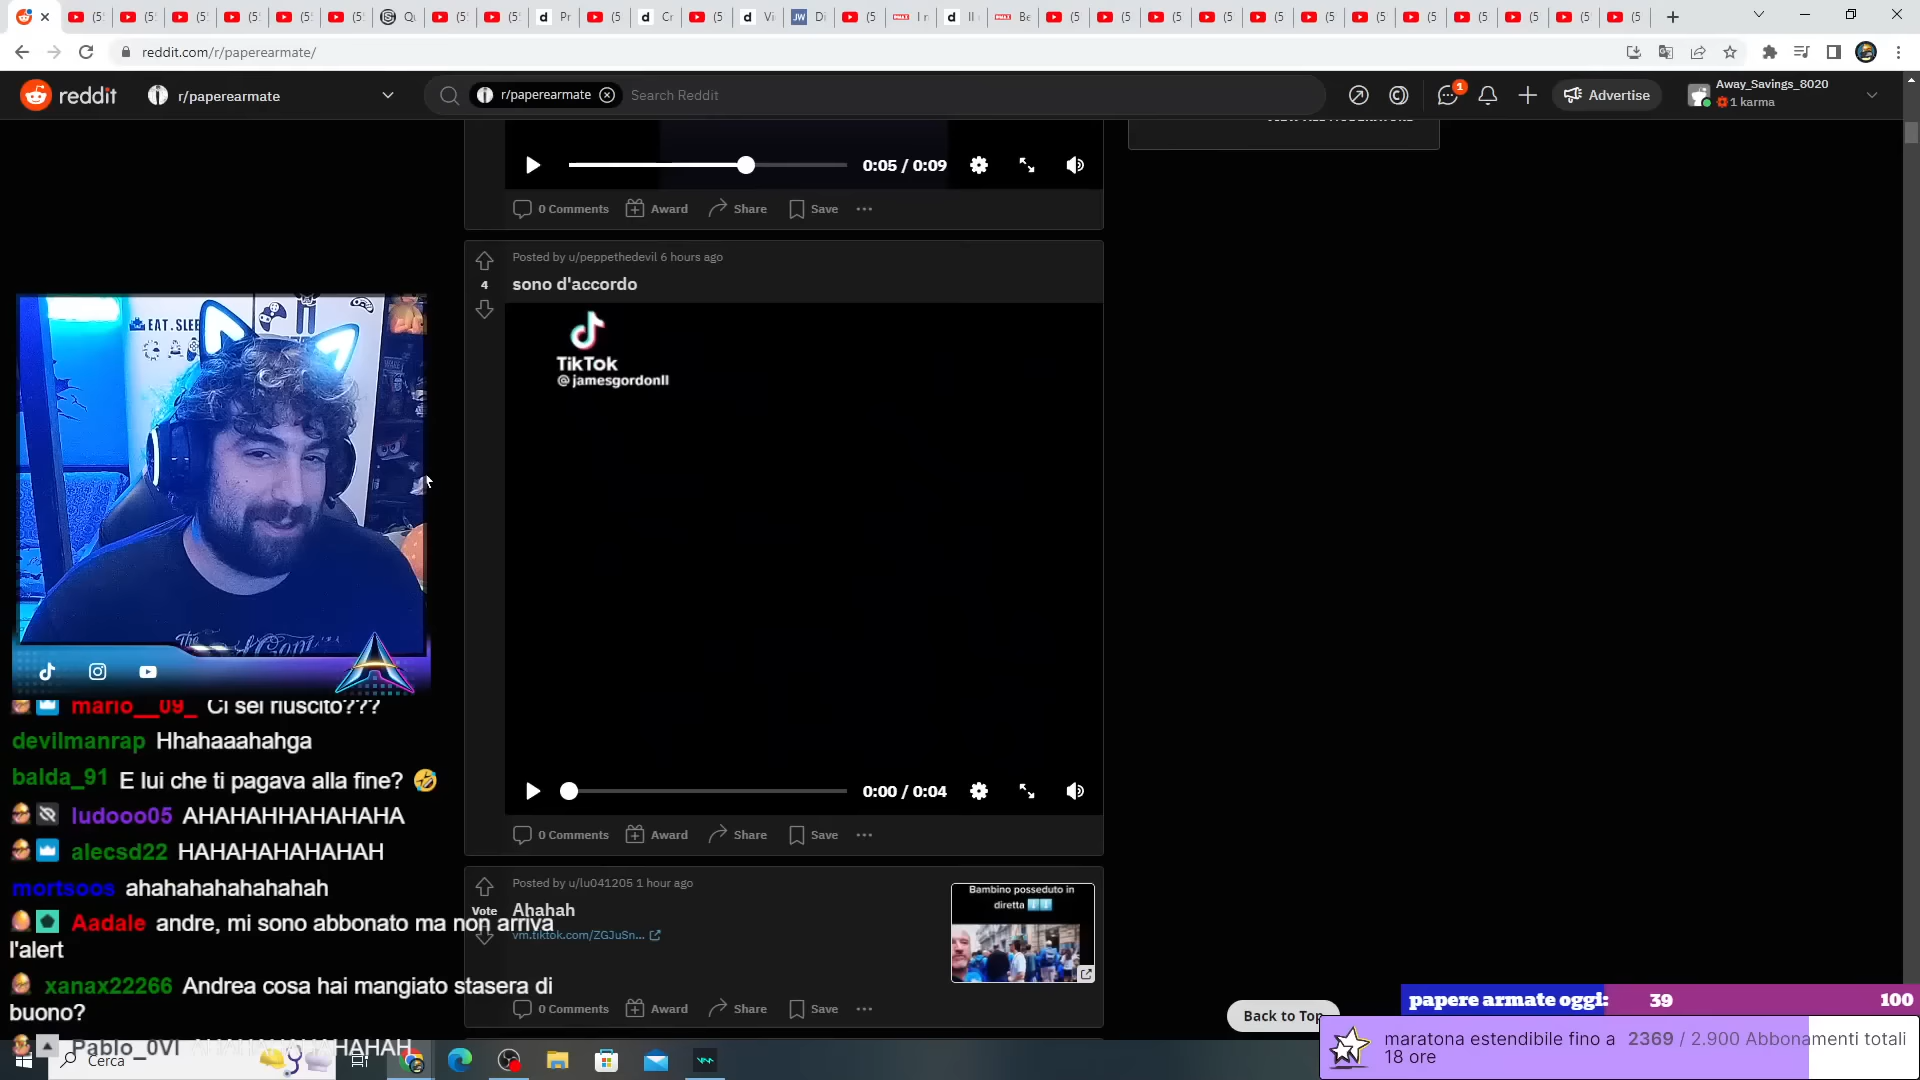 reddit.com/r/paperearmate/
reddit
r/paperearmate
r/paperearmate
Search Reddit
1
Advertise
Away_Savings_8020
1 karma
0:05 / 0:09
0 Comments
Award
Share
Save
Posted by u/peppethedevil 6 hours ago
4
sono d'accordo
TikTok
@jamesgordonll
0:00 / 0:04
0 Comments
Award
Share
Save
Posted by u/lu041205 1 hour ago
Vote
Ahahah
vm.tiktok.com/ZGJuSn...
Bambino posseduto in
diretta
0 Comments
Award
Share
Save
Back to Top
EAT.SLEE
mario__09_ Ci sei riuscito???
devilmanrap Hhahaaahahga
balda_91 E lui che ti pagava alla fine? 🤣
ludooo05 AHAHAHHAHAHAHA
alecsd22 HAHAHAHAHAHAH
mortsoos ahahahahahahahah
Aadale andre, mi sono abbonato ma non arriva
l'alert
xanax22266 Andrea cosa hai mangiato stasera di
buono?
Pablo_0VI
Cerca
papere armate oggi: 39 100
maratona estendibile fino a
18 ore
2369 / 2.900 Abbonamenti totali